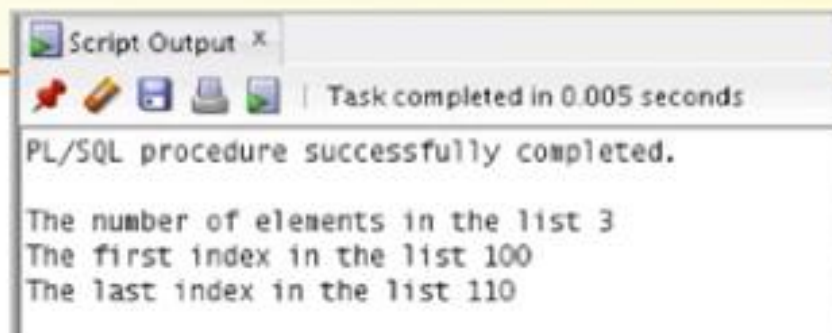 Script Output x
Task completed in 0.005 seconds
PL/SQL procedure successfully completed.
The number of elements in the list 3
The first index in the list 100
The last index in the list 110